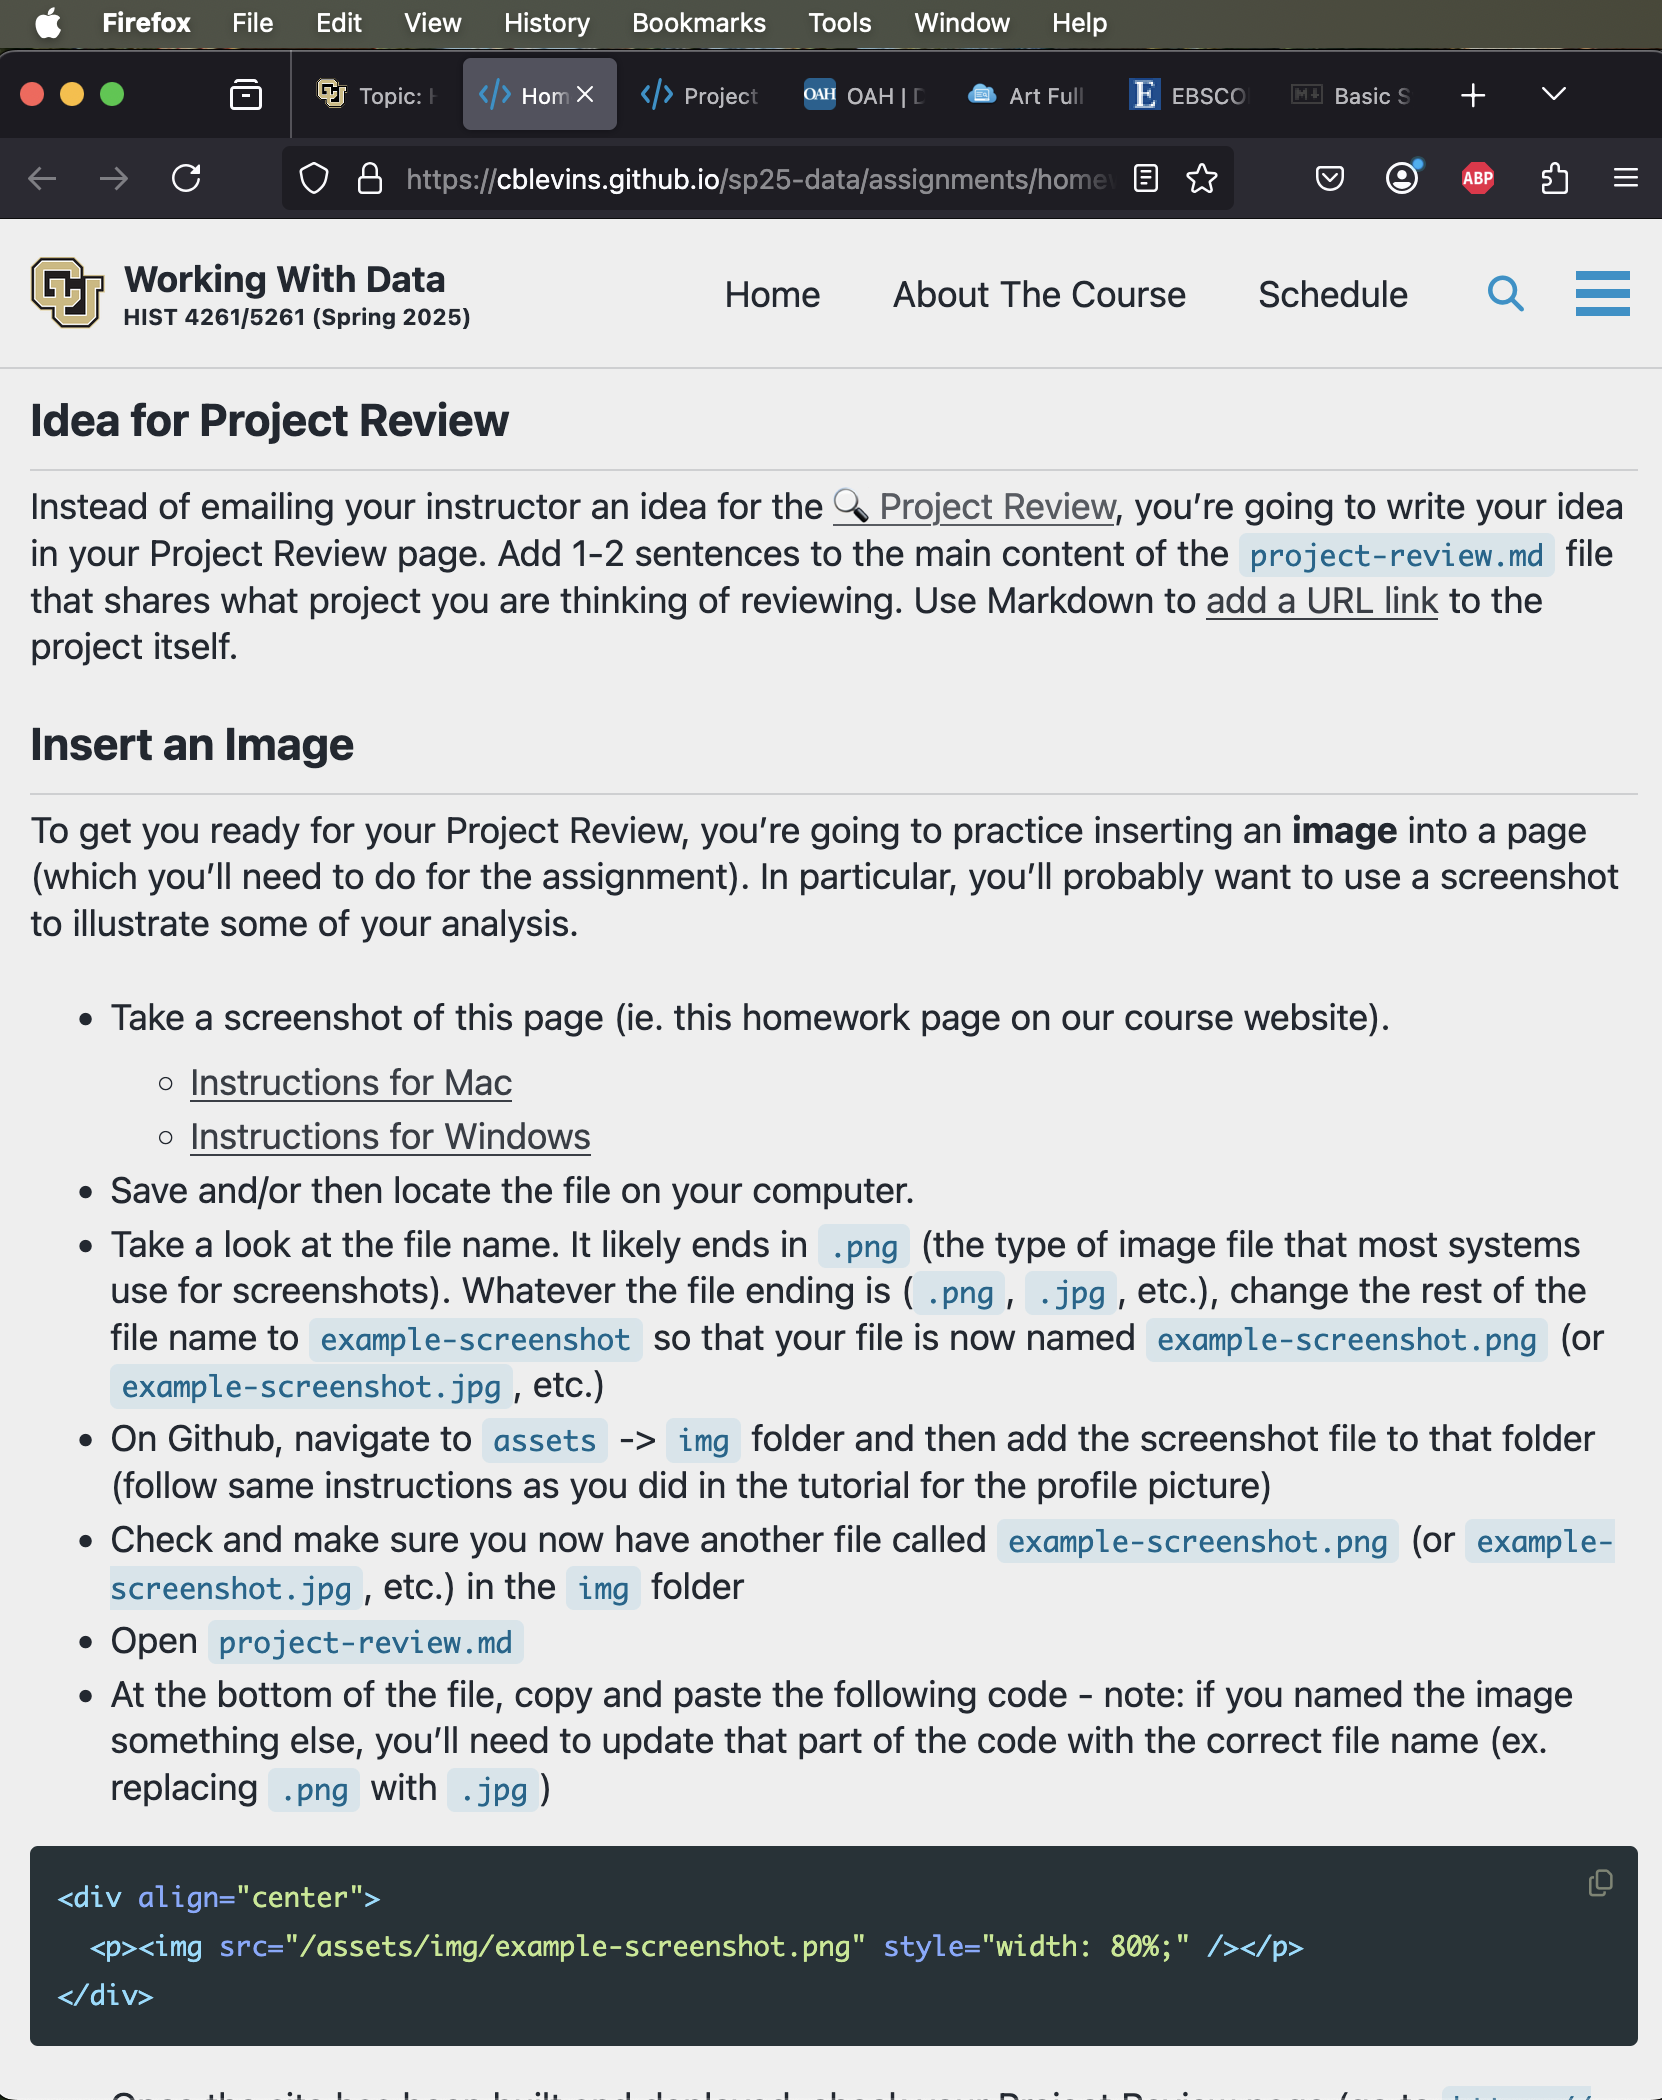 Firefox File Edit View History Bookmarks Tools Window Help
Topic: Hom Project OAH OAH | Art Full E EBSCO M Basic S
https://cblevins.github.io/sp25-data/assignments/home ABP
Working With Data
HIST 4261/5261 (Spring 2025)
Home About The Course Schedule
Idea for Project Review
Instead of emailing your instructor an idea for the 🔍 Project Review, you’re going to write your idea
in your Project Review page. Add 1-2 sentences to the main content of the project-review.md file
that shares what project you are thinking of reviewing. Use Markdown to add a URL link to the
project itself.
Insert an Image
To get you ready for your Project Review, you’re going to practice inserting an image into a page
(which you’ll need to do for the assignment). In particular, you’ll probably want to use a screenshot
to illustrate some of your analysis.
• Take a screenshot of this page (ie. this homework page on our course website).
◦ Instructions for Mac
◦ Instructions for Windows
• Save and/or then locate the file on your computer.
• Take a look at the file name. It likely ends in .png (the type of image file that most systems
use for screenshots). Whatever the file ending is (.png, .jpg, etc.), change the rest of the
file name to example-screenshot so that your file is now named example-screenshot.png (or
example-screenshot.jpg, etc.)
• On Github, navigate to assets -> img folder and then add the screenshot file to that folder
(follow same instructions as you did in the tutorial for the profile picture)
• Check and make sure you now have another file called example-screenshot.png (or example-
screenshot.jpg, etc.) in the img folder
• Open project-review.md
• At the bottom of the file, copy and paste the following code - note: if you named the image
something else, you’ll need to update that part of the code with the correct file name (ex.
replacing .png with .jpg)
<div align="center">
<p><img src="/assets/img/example-screenshot.png" style="width: 80%;" /></p>
</div>